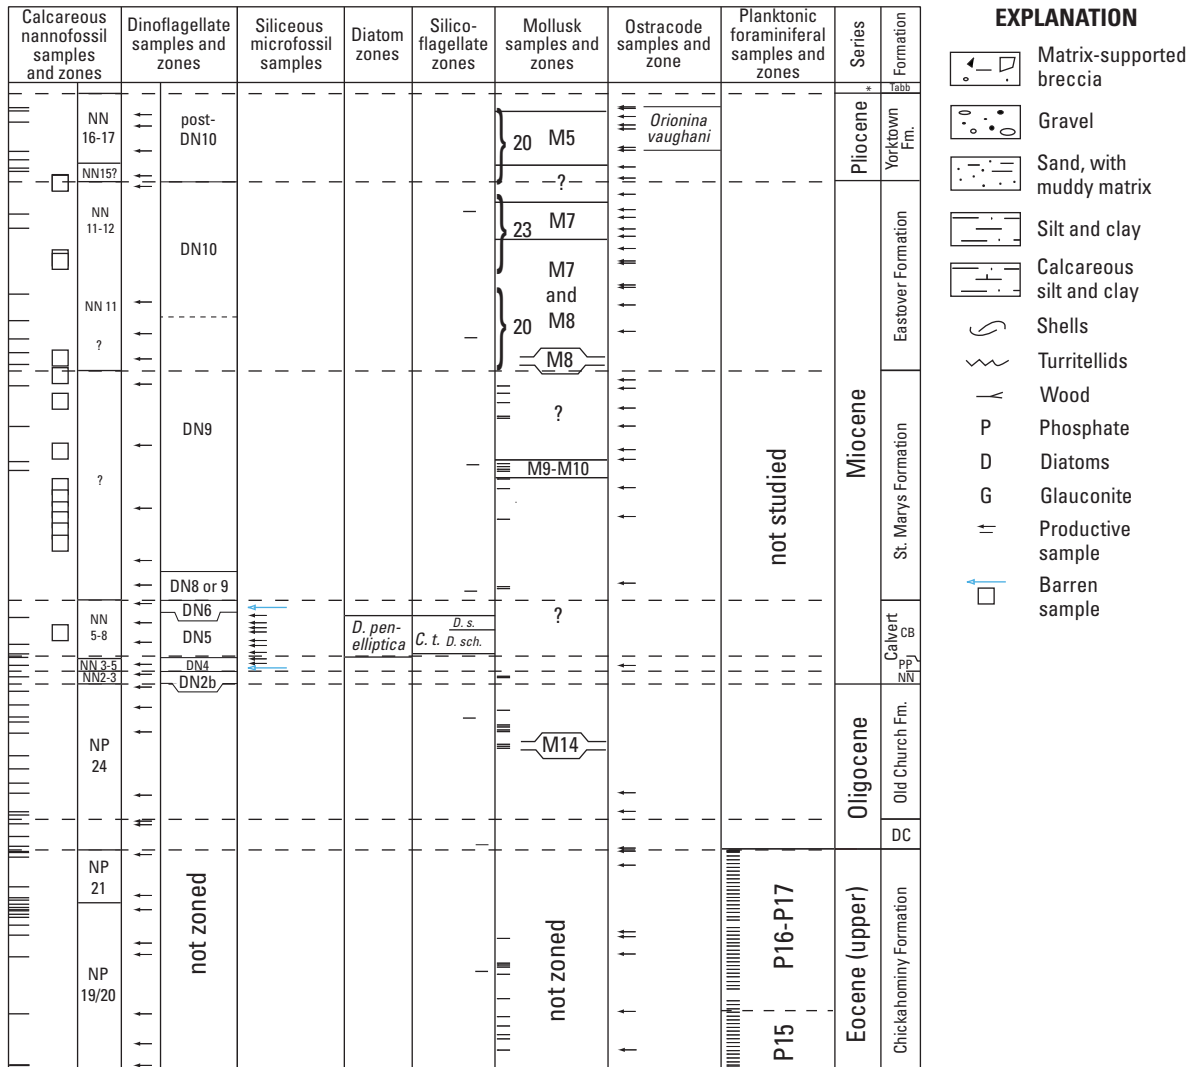 Calcareous
nannofossil
samples
and zones
Dinoflagellate
samples and
zones
Siliceous
microfossil
samples
Diatom
zones
Silico-
flagellate
zones
Mollusk
samples and
zones
Ostracode
samples and
zone
Planktonic
foraminiferal
samples and
zones
Series
Formation
NN
16-17
NN15?
NN
11-12
NN 11
?
?
NN
5-8
NN 3-5
NN2-3
NP
24
NP
21
NP
19/20
post-
DN10
DN10
DN9
DN8 or 9
DN6
DN5
DN4
DN2b
not zoned
D. pen-
elliptica
C. t.
D. s.
D. sch.
20 M5
?
23 M7
M7
and
20 M8
M8
?
M9-M10
?
M14
not zoned
Orionina
vaughani
not studied
P16-P17
P15
*
Pliocene
Miocene
Oligocene
Eocene (upper)
Tabb
Yorktown
Fm.
Eastover Formation
St. Marys Formation
Calvert
CB
PP
NN
Old Church Fm.
DC
Chickahominy Formation
EXPLANATION
Matrix-supported
breccia
Gravel
Sand, with
muddy matrix
Silt and clay
Calcareous
silt and clay
Shells
Turritellids
Wood
P Phosphate
D Diatoms
G Glauconite
Productive
sample
Barren
sample